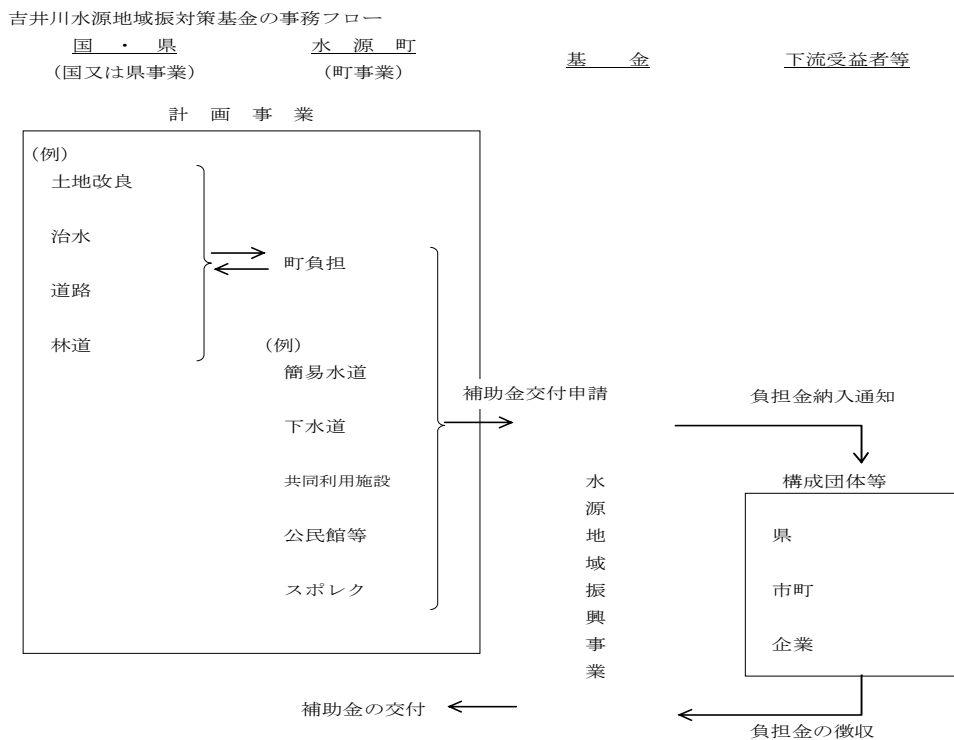 吉井川水源地域振対策基金の事務フロー
国 ・ 県
水 源 町
基 金
下流受益者等
(国又は県事業)
(町事業)
計 画 事 業
(例)
土地改良
治水
道路
林道
町負担
(例)
簡易水道
下水道
共同利用施設
公民館等
スポレク
補助金交付申請
水源地域振興事業
負担金納入通知
構成団体等
県
市町
企業
負担金の徴収
補助金の交付